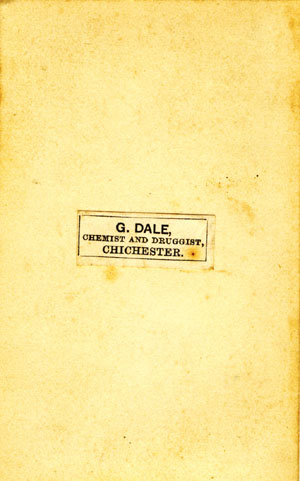 G. DALE,
CHEMIST AND DRUGGIST,
CHICHESTER.